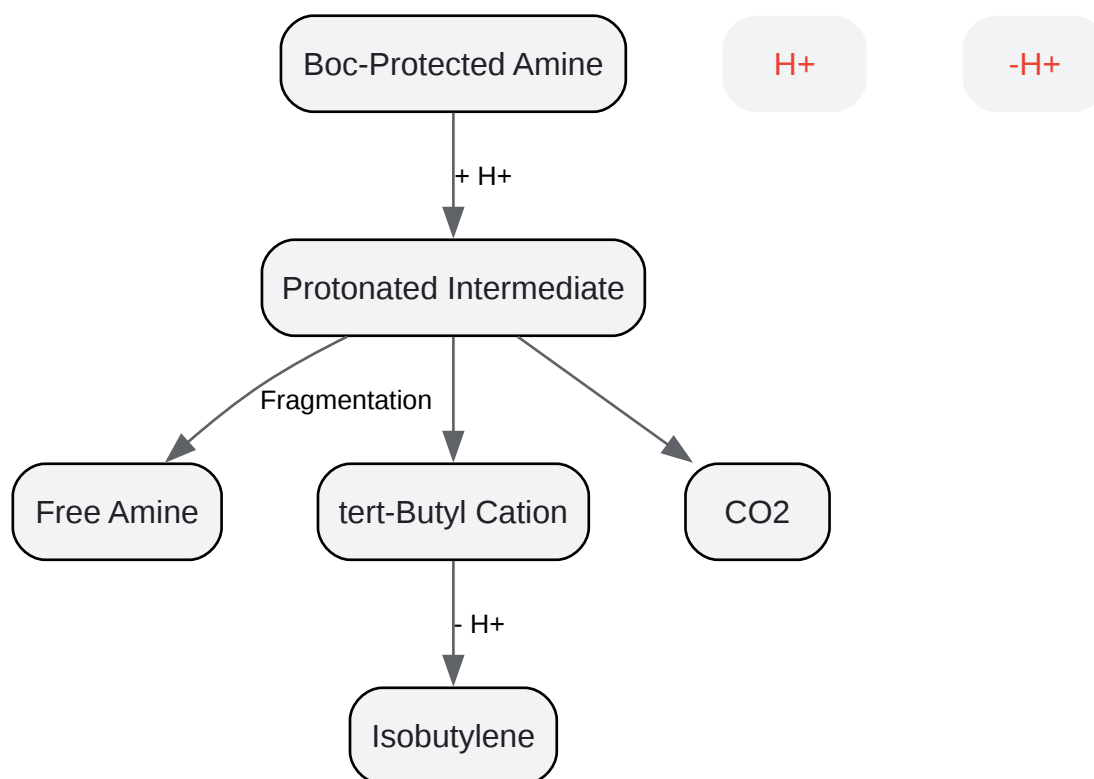 Boc-Protected Amine
H+
-H+
+ H+
Protonated Intermediate
Fragmentation
Free Amine
tert-Butyl Cation
CO2
- H+
Isobutylene